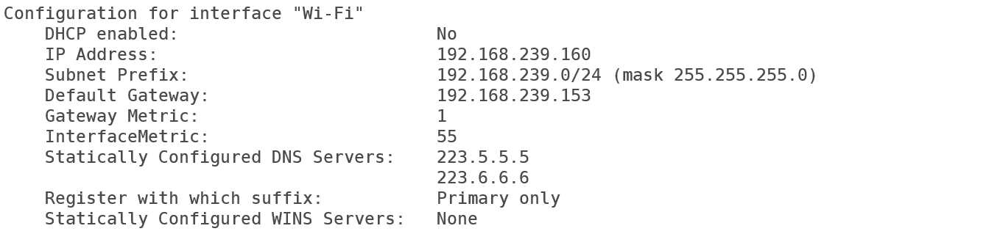 Configuration for interface "Wi-Fi"
    DHCP enabled:                         No
    IP Address:                           192.168.239.160
    Subnet Prefix:                        192.168.239.0/24 (mask 255.255.255.0)
    Default Gateway:                      192.168.239.153
    Gateway Metric:                       1
    InterfaceMetric:                      55
    Statically Configured DNS Servers:    223.5.5.5
                                          223.6.6.6
    Register with which suffix:           Primary only
    Statically Configured WINS Servers:   None